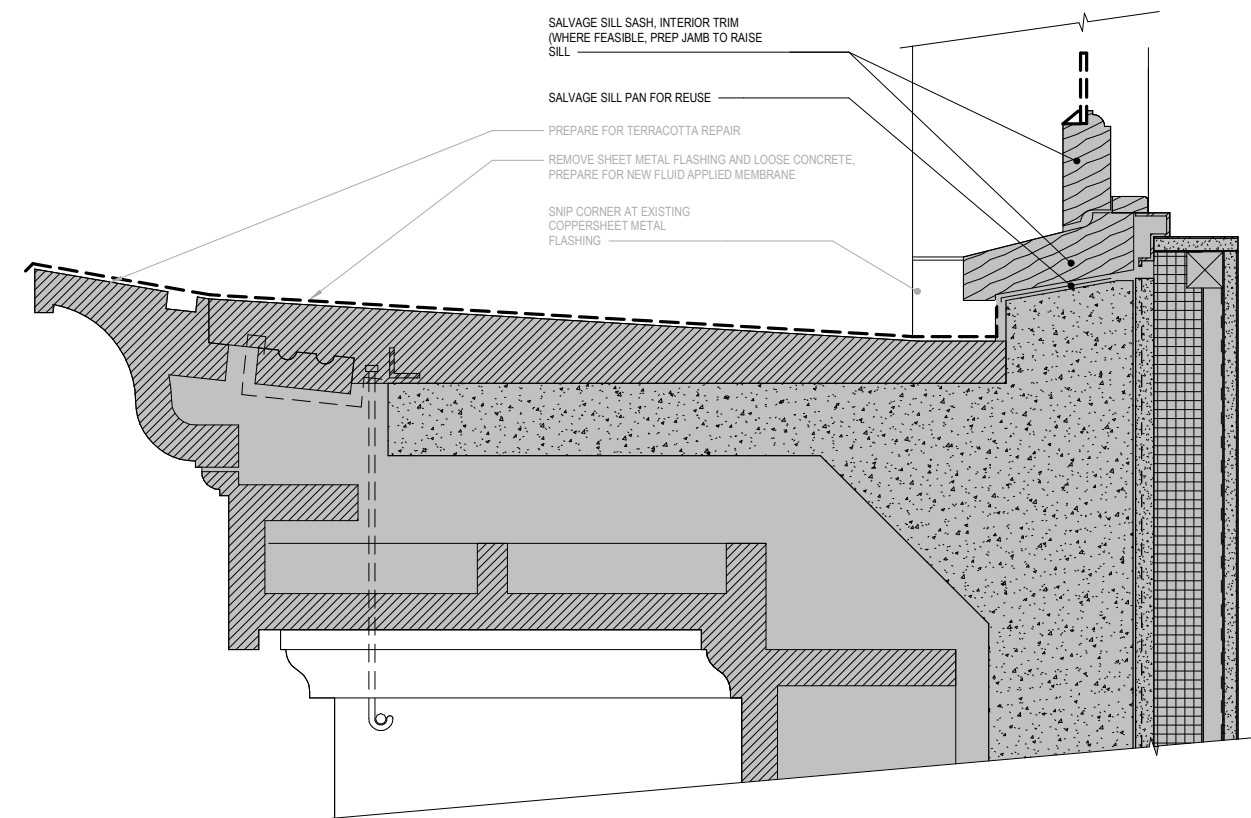 SALVAGE SILL SASH, INTERIOR TRIM
(WHERE FEASIBLE, PREP JAMB TO RAISE
SILL
SALVAGE SILL PAN FOR REUSE
PREPARE FOR TERRACOTTA REPAIR
REMOVE SHEET METAL FLASHING AND LOOSE CONCRETE,
PREPARE FOR NEW FLUID APPLIED MEMBRANE
SNIP CORNER AT EXISTING
COPPERSHEET METAL
FLASHING